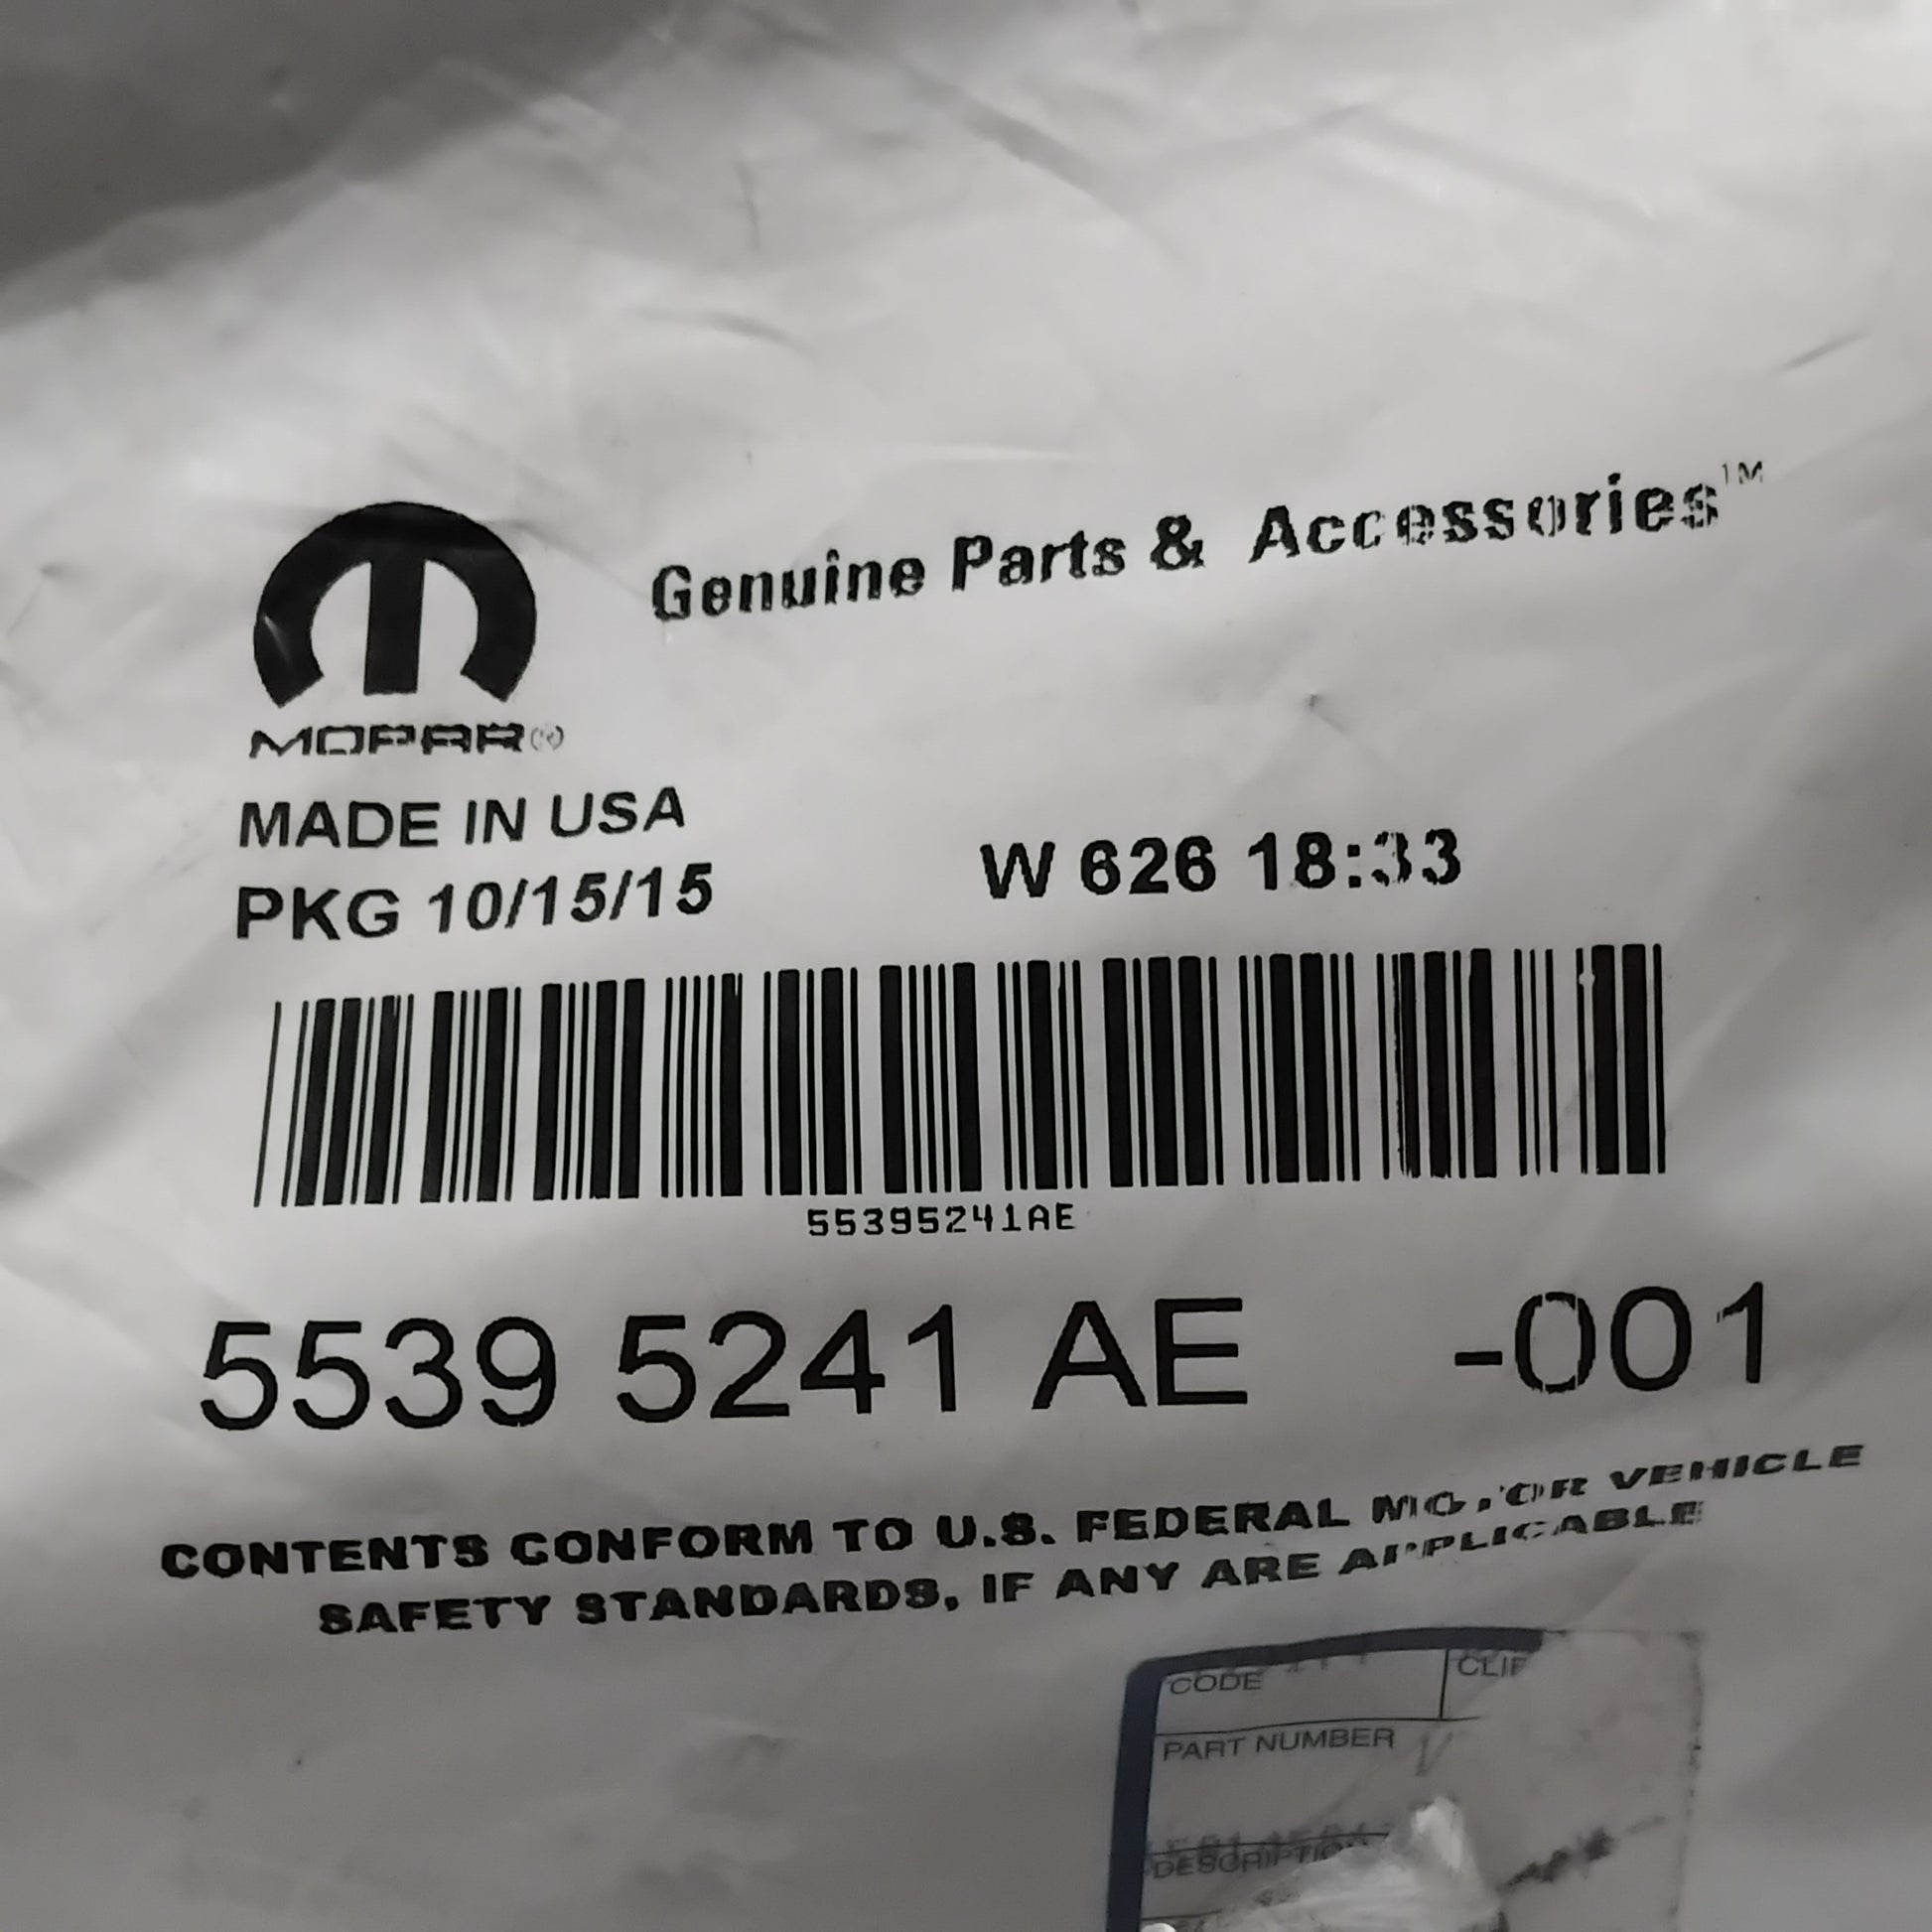 Genuine Parts & Accessories™
MOPAR®
MADE IN USA
PKG 10/15/15
W 626 18:33
55395241AE
5539 5241 AE -001
CONTENTS CONFORM TO U.S. FEDERAL MOTOR VEHICLE
SAFETY STANDARDS, IF ANY ARE APPLICABLE
CODE
PART NUMBER
DESCRIPTION